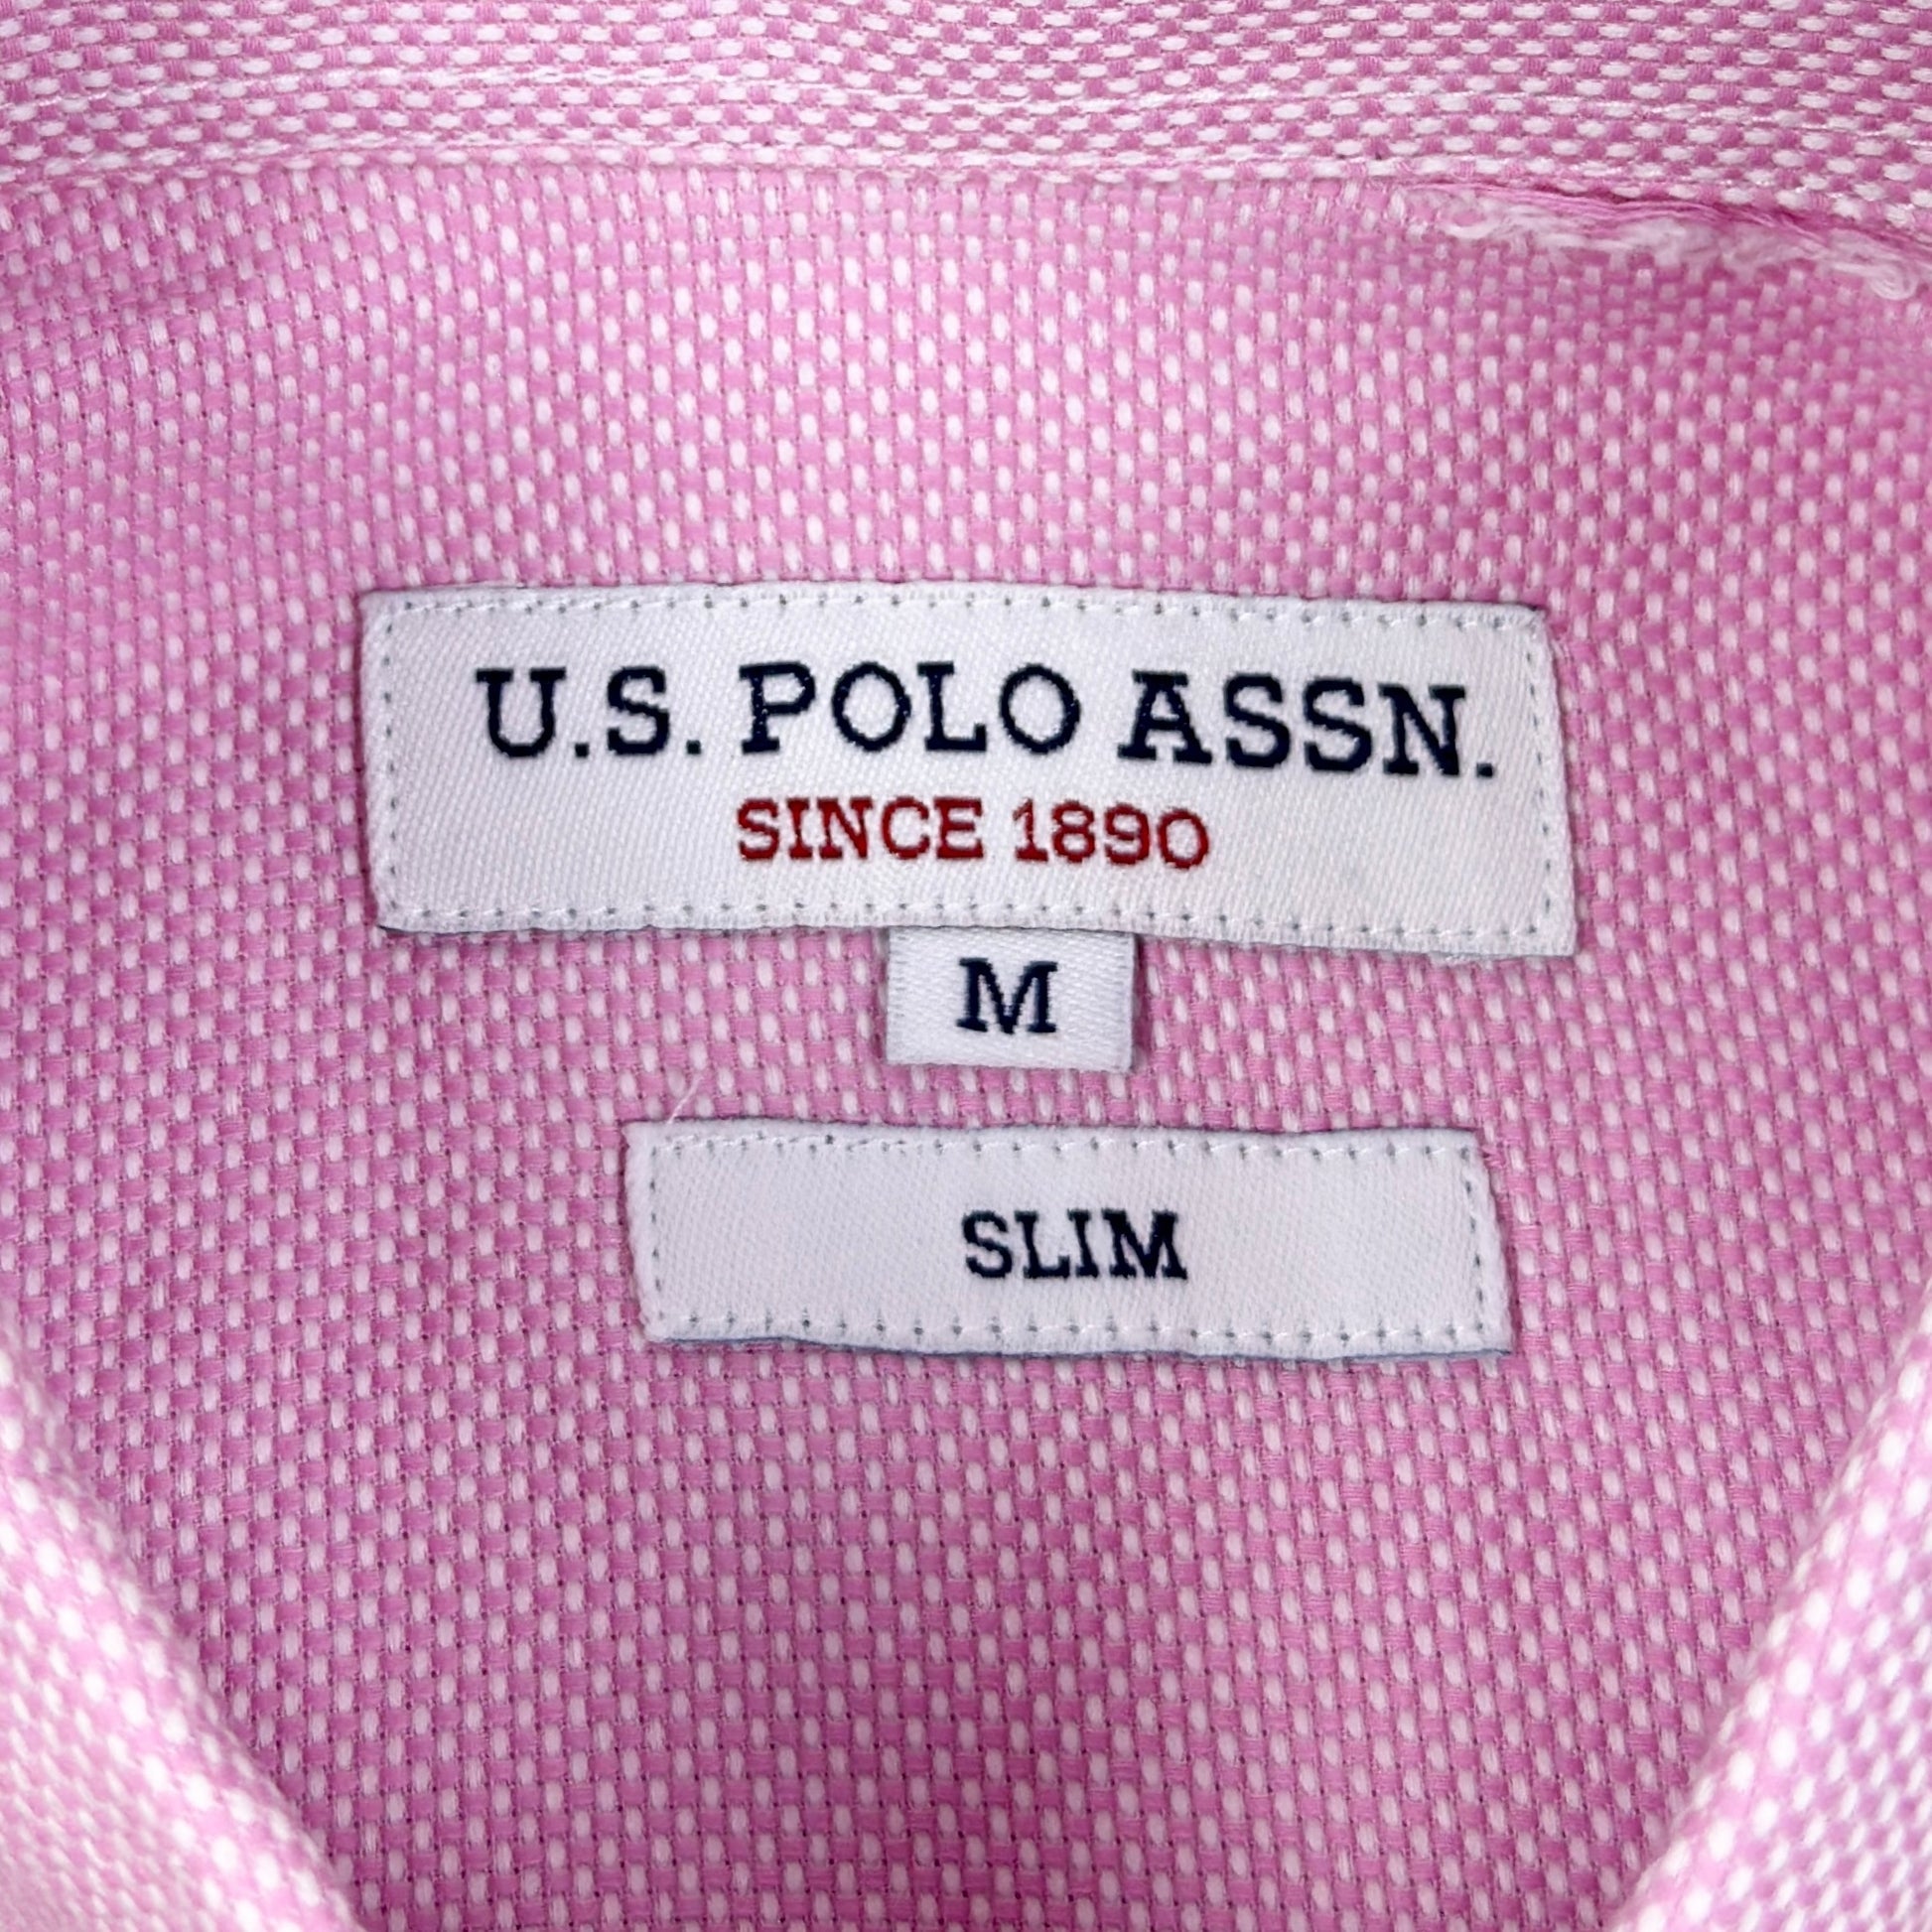 U.S. POLO ASSN.
SINCE 1890
M
SLIM